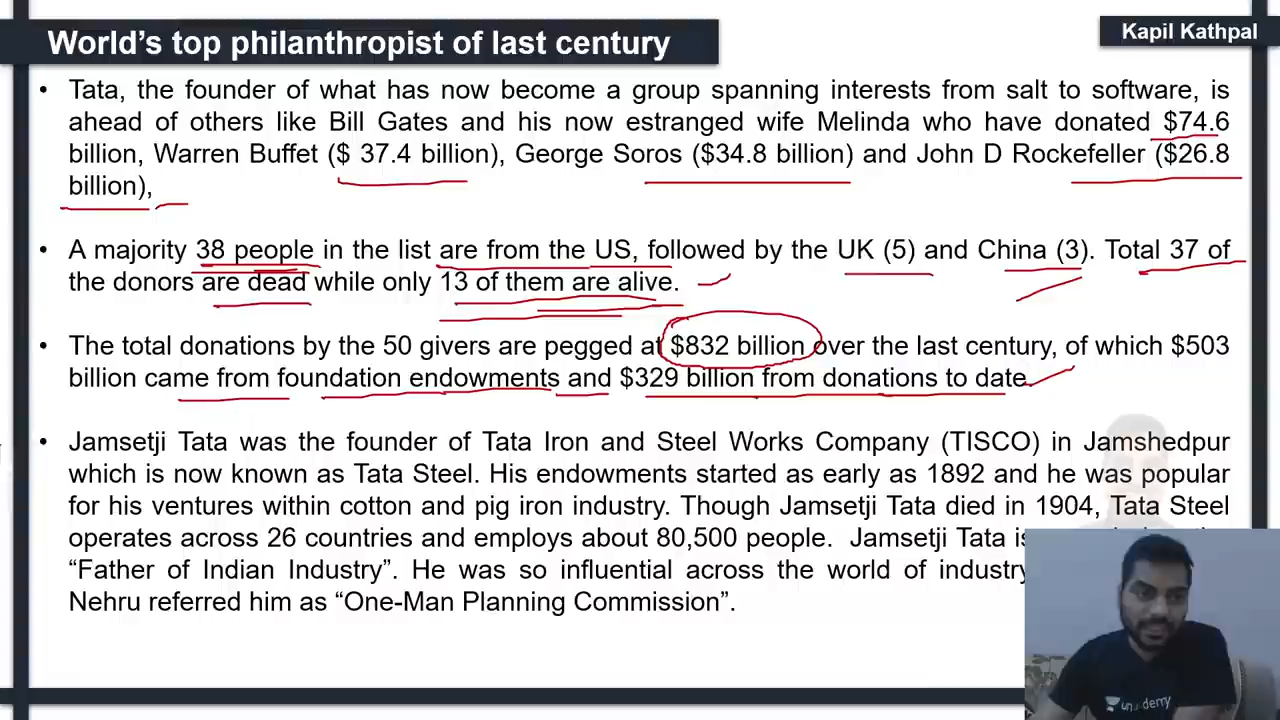 World's top philanthropist of last century
Kapil Kathpal
• Tata, the founder of what has now become a group spanning interests from salt to software, is
ahead of others like Bill Gates and his now estranged wife Melinda who have donated $74.6
billion, Warren Buffet ($ 37.4 billion), George Soros ($34.8 billion) and John D Rockefeller ($26.8
billion),
• A majority 38 people in the list are from the US, followed by the UK (5) and China (3). Total 37 of
the donors are dead while only 13 of them are alive.
• The total donations by the 50 givers are pegged at $832 billion over the last century, of which $503
billion came from foundation endowments and $329 billion from donations to date
• Jamsetji Tata was the founder of Tata Iron and Steel Works Company (TISCO) in Jamshedpur
which is now known as Tata Steel. His endowments started as early as 1892 and he was popular
for his ventures within cotton and pig iron industry. Though Jamsetji Tata died in 1904, Tata Steel
operates across 26 countries and employs about 80,500 people. Jamsetji Tata
"Father of Indian Industry". He was so influential across the world of industry
Nehru referred him as "One-Man Planning Commission".